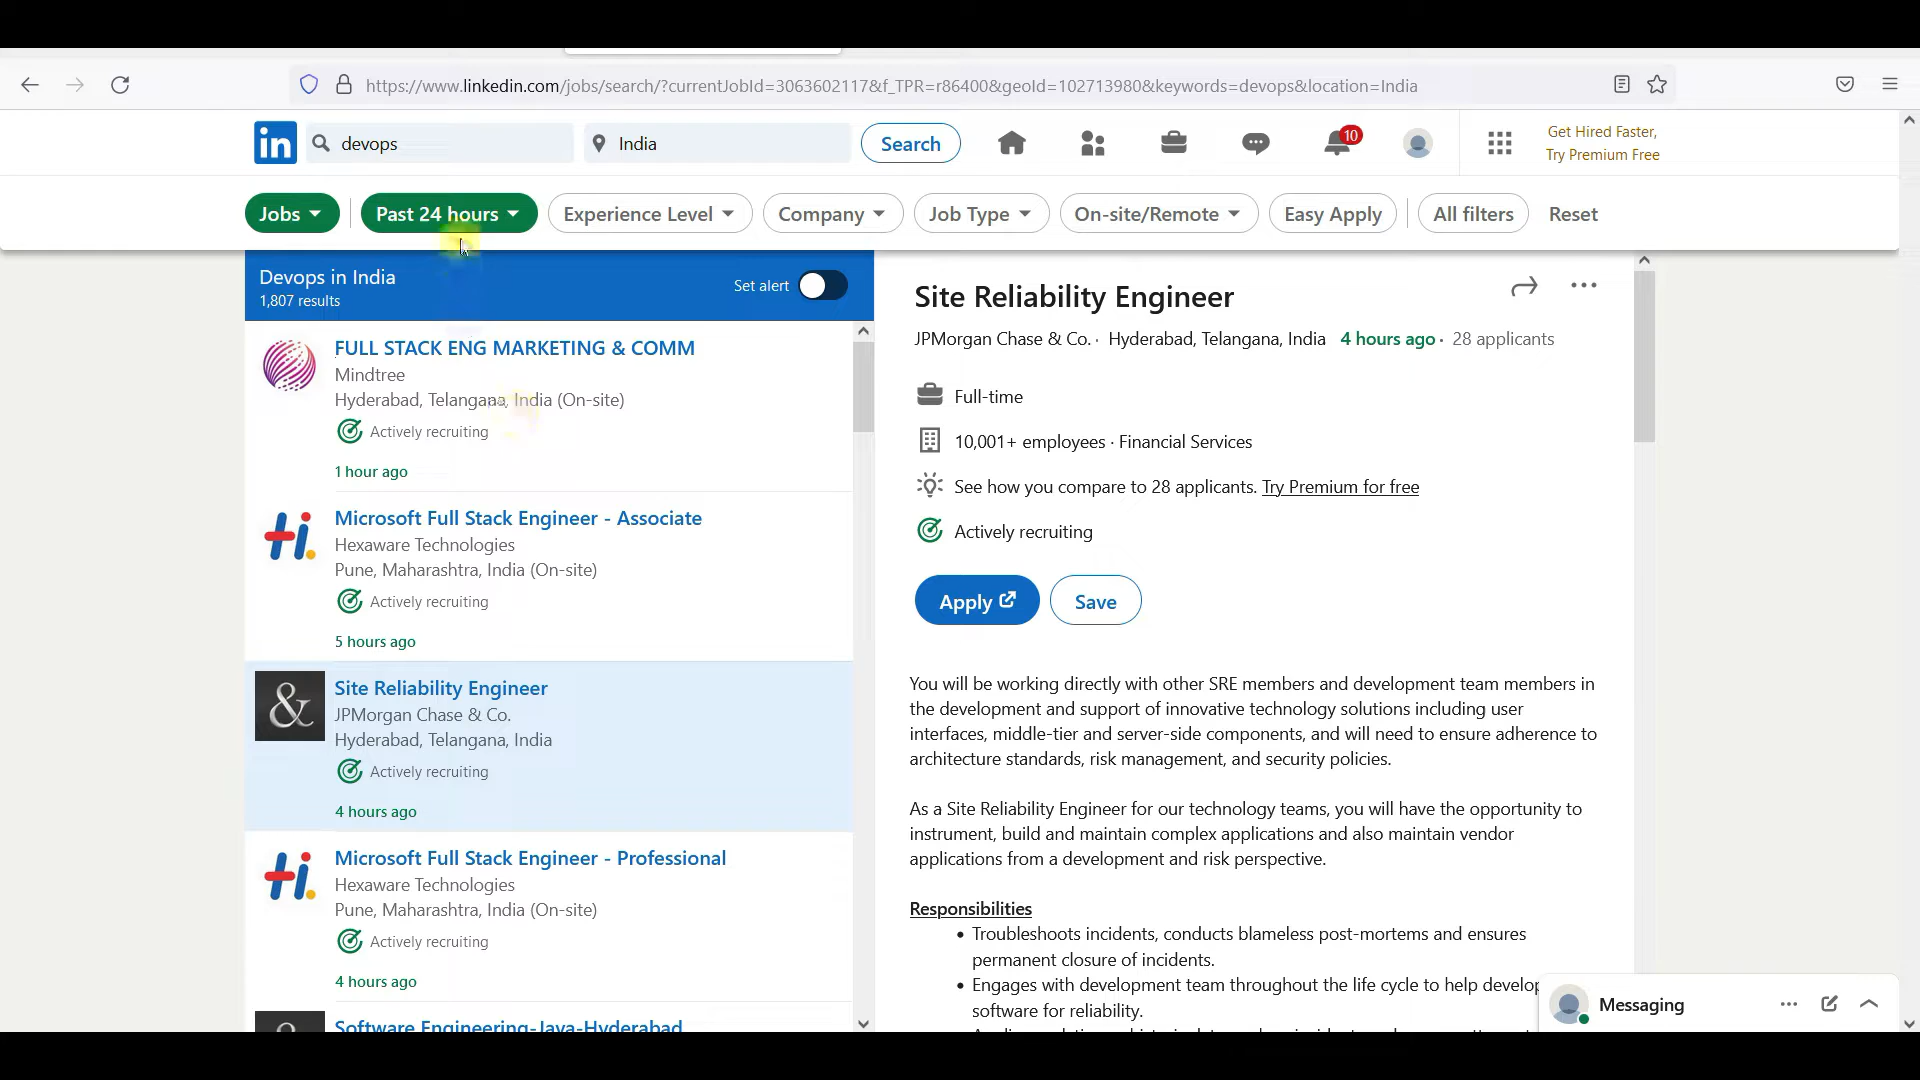 https://www.linkedin.com/jobs/search/?currentJobId=3063602117&f_TPR=r86400&geoId=102713980&keywords=devops&location=India
in
devops
India
Search
10
Get Hired Faster,
Try Premium Free
Jobs
Past 24 hours
Experience Level
Company
Job Type
On-site/Remote
Easy Apply
All filters
Reset
Devops in India
1,807 results
Set alert
FULL STACK ENG MARKETING & COMM
Mindtree
Hyderabad, Telangana, India (On-site)
Actively recruiting
1 hour ago
Microsoft Full Stack Engineer - Associate
Hexaware Technologies
Pune, Maharashtra, India (On-site)
Actively recruiting
5 hours ago
&
Site Reliability Engineer
JPMorgan Chase & Co.
Hyderabad, Telangana, India
Actively recruiting
4 hours ago
Microsoft Full Stack Engineer - Professional
Hexaware Technologies
Pune, Maharashtra, India (On-site)
Actively recruiting
4 hours ago
Software Engineering-Java-Hyderabad
Site Reliability Engineer
JPMorgan Chase & Co. · Hyderabad, Telangana, India 4 hours ago · 28 applicants
Full-time
10,001+ employees · Financial Services
See how you compare to 28 applicants. Try Premium for free
Actively recruiting
Apply
Save
You will be working directly with other SRE members and development team members in
the development and support of innovative technology solutions including user
interfaces, middle-tier and server-side components, and will need to ensure adherence to
architecture standards, risk management, and security policies.
As a Site Reliability Engineer for our technology teams, you will have the opportunity to
instrument, build and maintain complex applications and also maintain vendor
applications from a development and risk perspective.
Responsibilities
• Troubleshoots incidents, conducts blameless post-mortems and ensures
permanent closure of incidents.
• Engages with development team throughout the life cycle to help develop
software for reliability.
Messaging